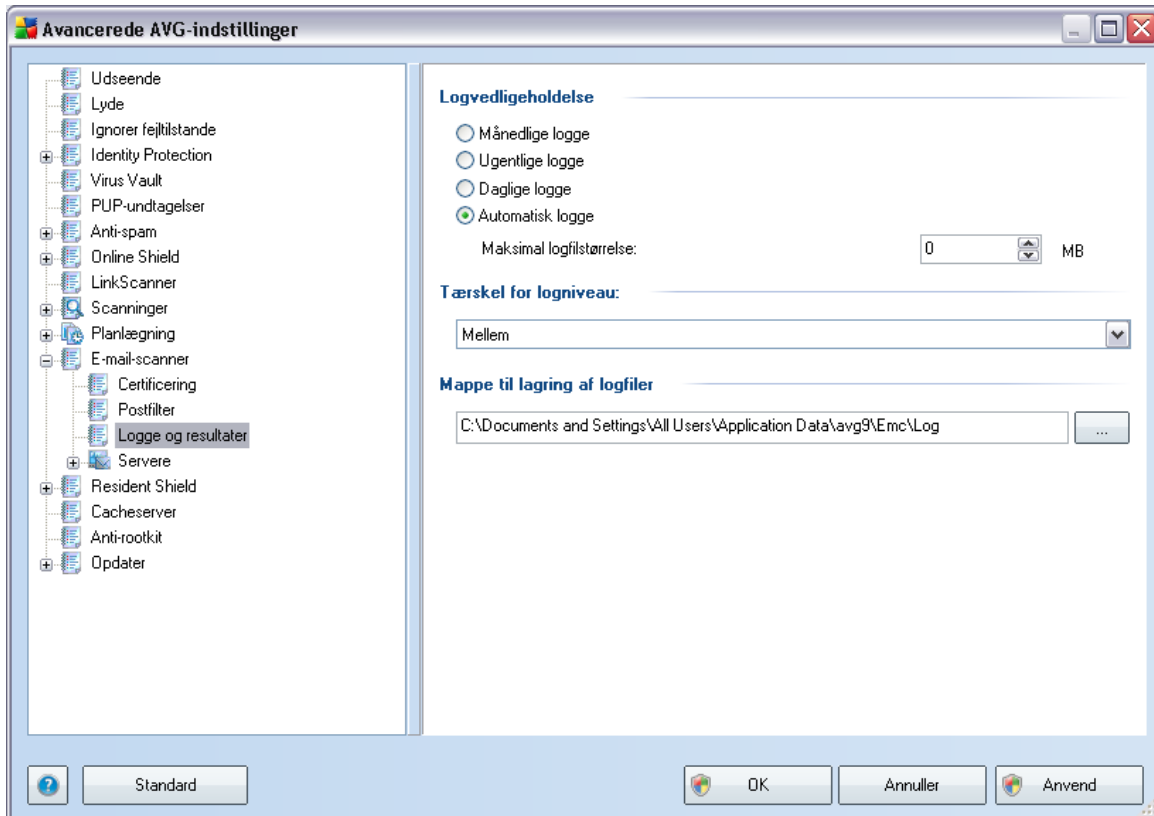 Avancerede AVG-indstillinger
Udseende
Lyde
Ignorer fejltilstande
Identity Protection
Virus Vault
PUP-undtagelser
Anti-spam
Online Shield
LinkScanner
Scanninger
Planlægning
E-mail-scanner
Certificering
Postfilter
Logge og resultater
Servere
Resident Shield
Cacheserver
Anti-rootkit
Opdater
Logvedligeholdelse
Månedlige logge
Ugentlige logge
Daglige logge
Automatisk logge
Maksimal logfilstørrelse: 0 MB
Tærskel for logniveau:
Mellem
Mappe til lagring af logfiler
C:\Documents and Settings\All Users\Application Data\avg9\Emc\Log ...
? Standard OK Annuller Anvend